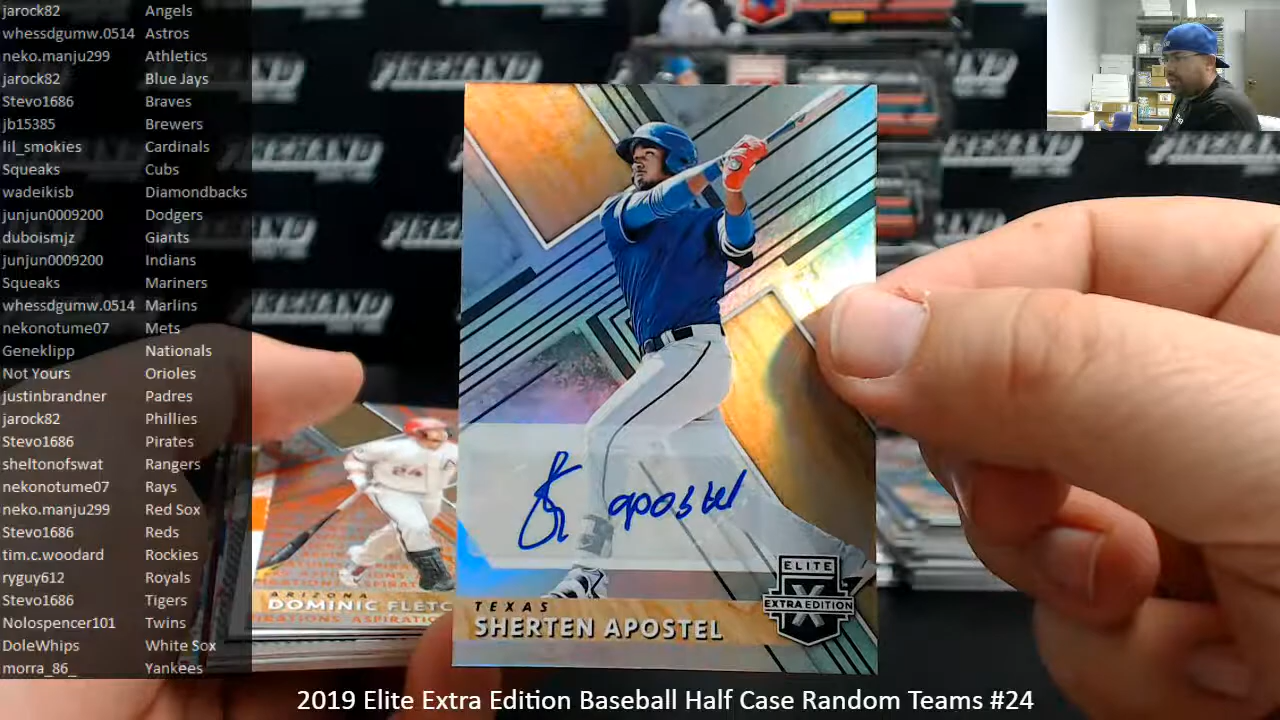 jarock82 Angels
whessdgumw.0514 Astros
neko.manju299 Athletics
jarock82 Blue Jays
Stevo1686 Braves
jb15385 Brewers
lil_smokies Cardinals
Squeaks Cubs
wadeikisb Diamondbacks
junjun0009200 Dodgers
duboismjz Giants
junjun0009200 Indians
Squeaks Mariners
whessdgumw.0514 Marlins
nekonotume07 Mets
Geneklipp Nationals
Not Yours Orioles
justinbrandner Padres
jarock82 Phillies
Stevo1686 Pirates
sheltonofswat Rangers
nekonotume07 Rays
neko.manju299 Red Sox
Stevo1686 Reds
tim.c.woodard Rockies
ryguy612 Royals
Stevo1686 Tigers
Nolospencer101 Twins
DoleWhips White Sox
morra_86_ Yankees
apostel
ELITE
X
EXTRA EDITION
TEXAS
SHERTEN APOSTEL
ARIZONA
DOMINIC FLETC
2019 Elite Extra Edition Baseball Half Case Random Teams #24